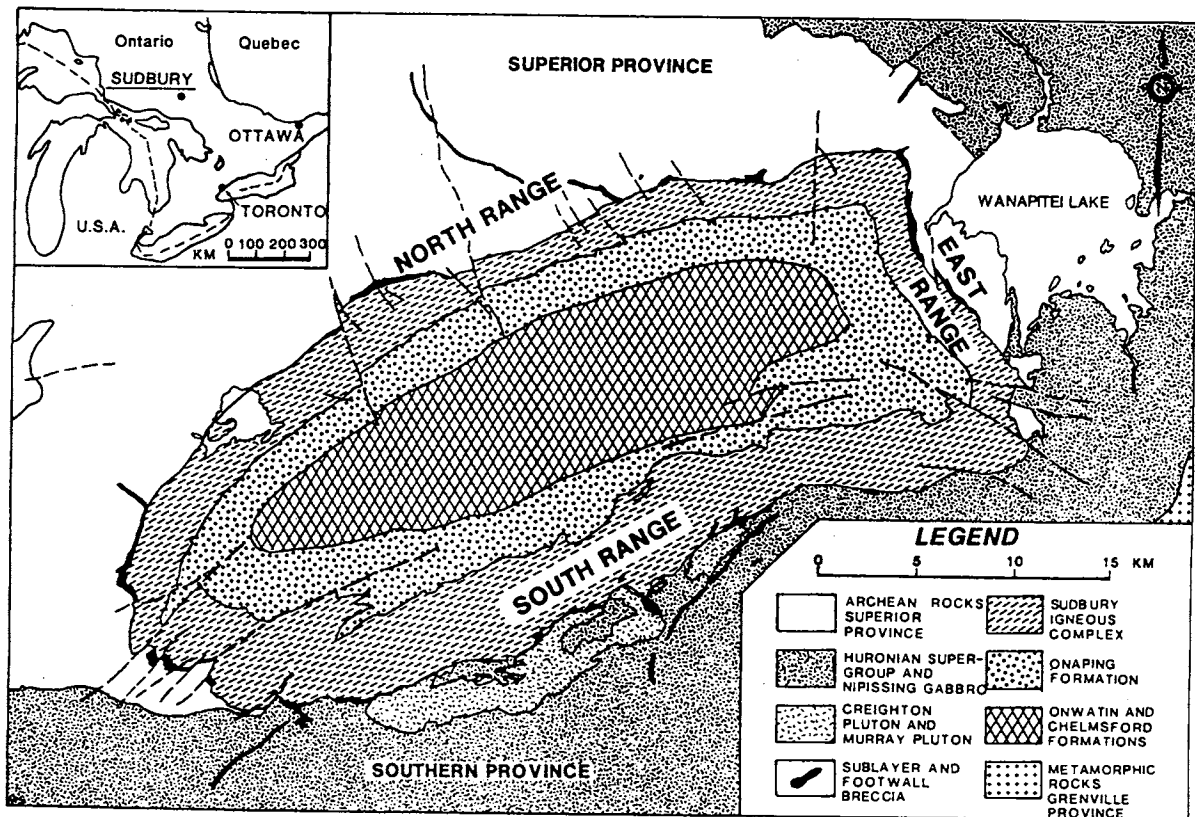 Ontario
Quebec
SUDBURY
OTTAWA
U.S.A.
TORONTO
0 100 200 300
KM
SUPERIOR PROVINCE
WANAPITEI LAKE
NORTH RANGE
EAST
RANGE
SOUTH RANGE
SOUTHERN PROVINCE
LEGEND
0 5 10 15 KM
ARCHEAN ROCKS
SUPERIOR
PROVINCE
HURONIAN SUPER-
GROUP AND
NIPISSING GABBRO
CREIGHTON
PLUTON AND
MURRAY PLUTON
SUBLAYER AND
FOOTWALL
BRECCIA
SUDBURY
IGNEOUS
COMPLEX
ONAPING
FORMATION
ONWATIN AND
CHELMSFORD
FORMATIONS
METAMORPHIC
ROCKS
GRENVILLE
PROVINCE